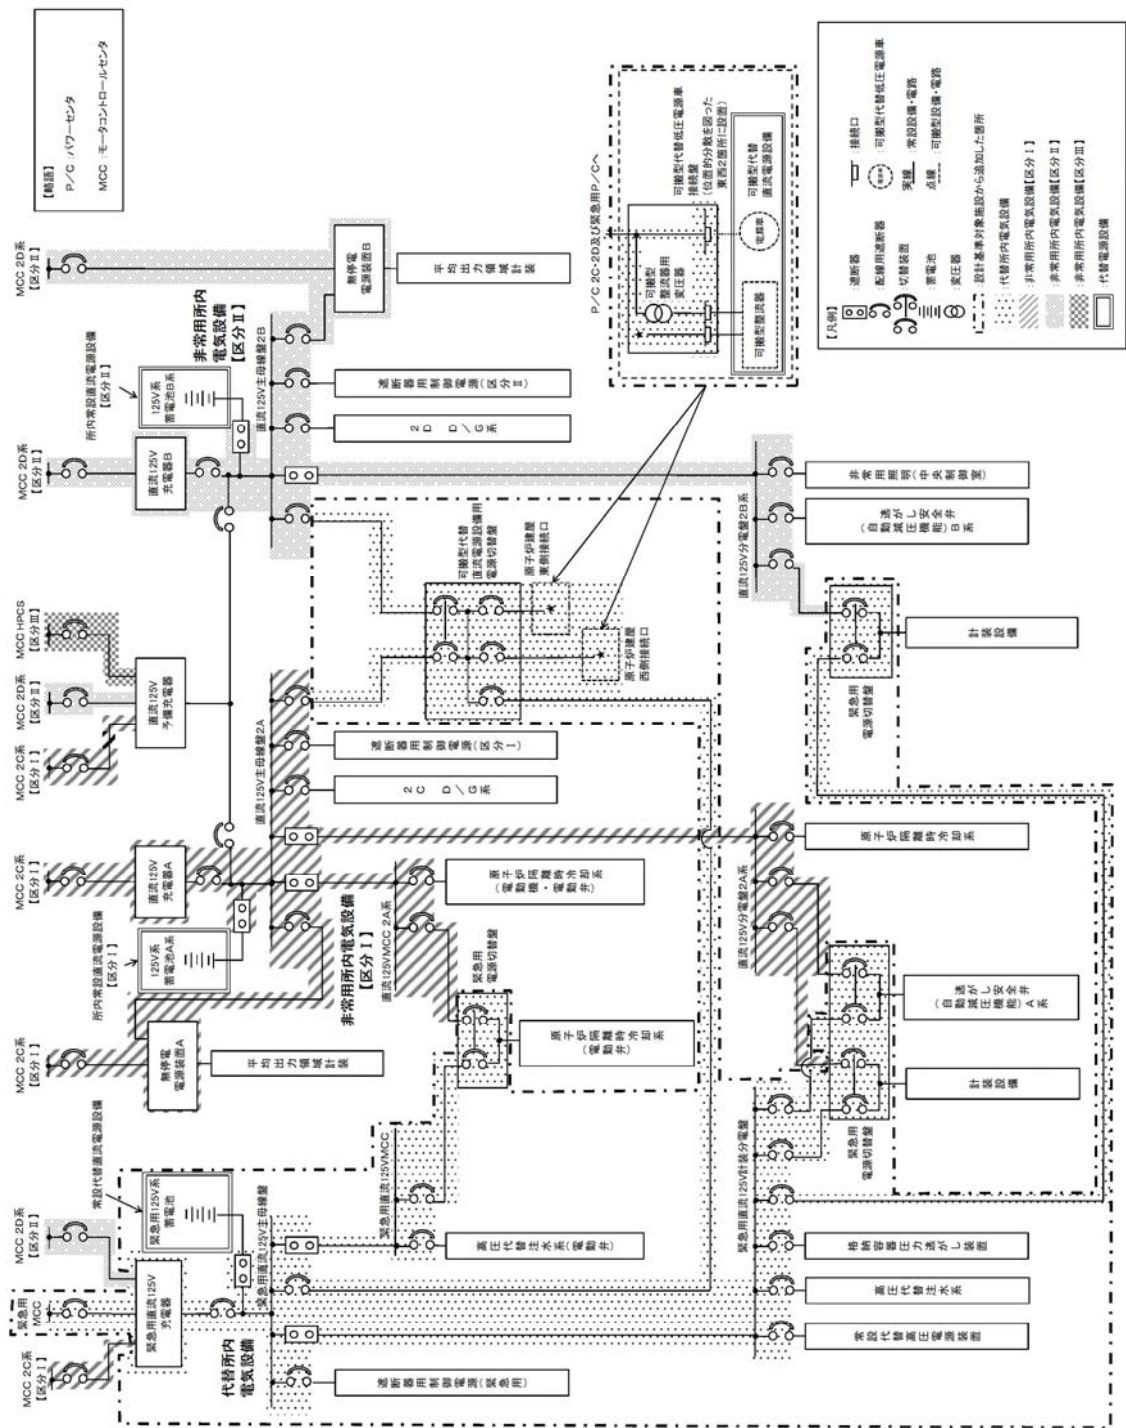 【略語】
P/C :パワーセンタ
MCC :モータコントロールセンタ
MCC 2D系
【区分Ⅱ】
無停電
電源装置B
平均出力領域計装
非常用所内
電気設備
【区分Ⅱ】
所内常設直流電源設備
【区分Ⅱ】
125V系
蓄電池B系
直流125V主母線盤2B
遮断器用制御電源(区分Ⅱ)
2D D/G系
MCC 2D系
【区分Ⅱ】
直流125V
充電器B
P/C 2C・2D及び緊急用P/Cへ
可搬型代替低圧電源車
接続盤
(位置的分散を図った
東西2箇所に設置)
可搬型
整流器用
変圧器
電源車
可搬型整流器
可搬型代替
直流電源設備
直流125V分電盤2B系
非常用照明(中央制御室)
逃がし安全弁
(自動減圧機能)B系
緊急用
電源切替盤
計装設備
MCC HPCS
【区分Ⅲ】
MCC 2D系
【区分Ⅱ】
MCC 2C系
【区分Ⅰ】
直流125V
予備充電器
可搬型代替
直流電源設備用
電源切替盤
原子炉建屋
東側接続口
原子炉建屋
西側接続口
直流125V主母線盤2A
遮断器用制御電源(区分Ⅰ)
2C D/G系
MCC 2C系
【区分Ⅰ】
直流125V
充電器A
所内常設直流電源設備
【区分Ⅰ】
125V系
蓄電池A系
非常用所内電気設備
【区分Ⅰ】
直流125VMCC 2A系
原子炉隔離時冷却系
(電動機・電動弁)
緊急用
電源切替盤
原子炉隔離時冷却系
(電動弁)
直流125V分電盤2A系
原子炉隔離時冷却系
逃がし安全弁
(自動減圧機能)A系
計装設備
緊急用
電源切替盤
MCC 2C系
【区分Ⅰ】
無停電
電源装置A
平均出力領域計装
常設代替直流電源設備
緊急用125V系
蓄電池
MCC 2D系
【区分Ⅱ】
緊急用
MCC
MCC 2C系
【区分Ⅰ】
緊急用直流125V
充電器
代替所内
電気設備
緊急用直流125V主母線盤
緊急用直流125VMCC
高圧代替注水系(電動弁)
遮断器用制御電源(緊急用)
緊急用直流125V計装分電盤
格納容器圧力逃がし装置
高圧代替注水系
常設代替高圧電源装置
【凡例】
:遮断器
:配線用遮断器
:切替装置
:蓄電池
:変圧器
:接続口
電源車 :可搬型代替低圧電源車
実線 :常設設備・電路
点線 :可搬型設備・電路
:設計基準対象施設から追加した箇所
:代替所内電気設備
:非常用所内電気設備【区分Ⅰ】
:非常用所内電気設備【区分Ⅱ】
:非常用所内電気設備【区分Ⅲ】
:代替電源設備